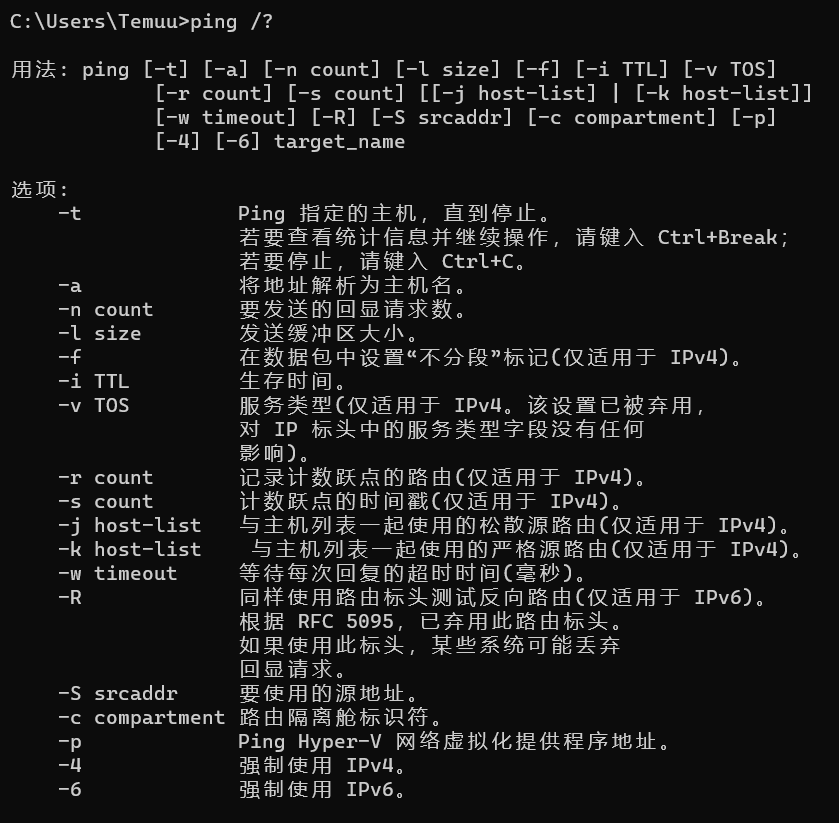 C:\Users\Temuu>ping /?
用法: ping [-t] [-a] [-n count] [-l size] [-f] [-i TTL] [-v TOS]
[-r count] [-s count] [[-j host-list] | [-k host-list]]
[-w timeout] [-R] [-S srcaddr] [-c compartment] [-p]
[-4] [-6] target_name
选项:
-t Ping 指定的主机，直到停止。
若要查看统计信息并继续操作，请键入 Ctrl+Break;
若要停止，请键入 Ctrl+C。
-a 将地址解析为主机名。
-n count 要发送的回显请求数。
-l size 发送缓冲区大小。
-f 在数据包中设置“不分段”标记(仅适用于 IPv4)。
-i TTL 生存时间。
-v TOS 服务类型(仅适用于 IPv4。该设置已被弃用，
对 IP 标头中的服务类型字段没有任何
影响)。
-r count 记录计数跃点的路由(仅适用于 IPv4)。
-s count 计数跃点的时间戳(仅适用于 IPv4)。
-j host-list 与主机列表一起使用的松散源路由(仅适用于 IPv4)。
-k host-list 与主机列表一起使用的严格源路由(仅适用于 IPv4)。
-w timeout 等待每次回复的超时时间(毫秒)。
-R 同样使用路由标头测试反向路由(仅适用于 IPv6)。
根据 RFC 5095，已弃用此路由标头。
如果使用此标头，某些系统可能丢弃
回显请求。
-S srcaddr 要使用的源地址。
-c compartment 路由隔离舱标识符。
-p Ping Hyper-V 网络虚拟化提供程序地址。
-4 强制使用 IPv4。
-6 强制使用 IPv6。